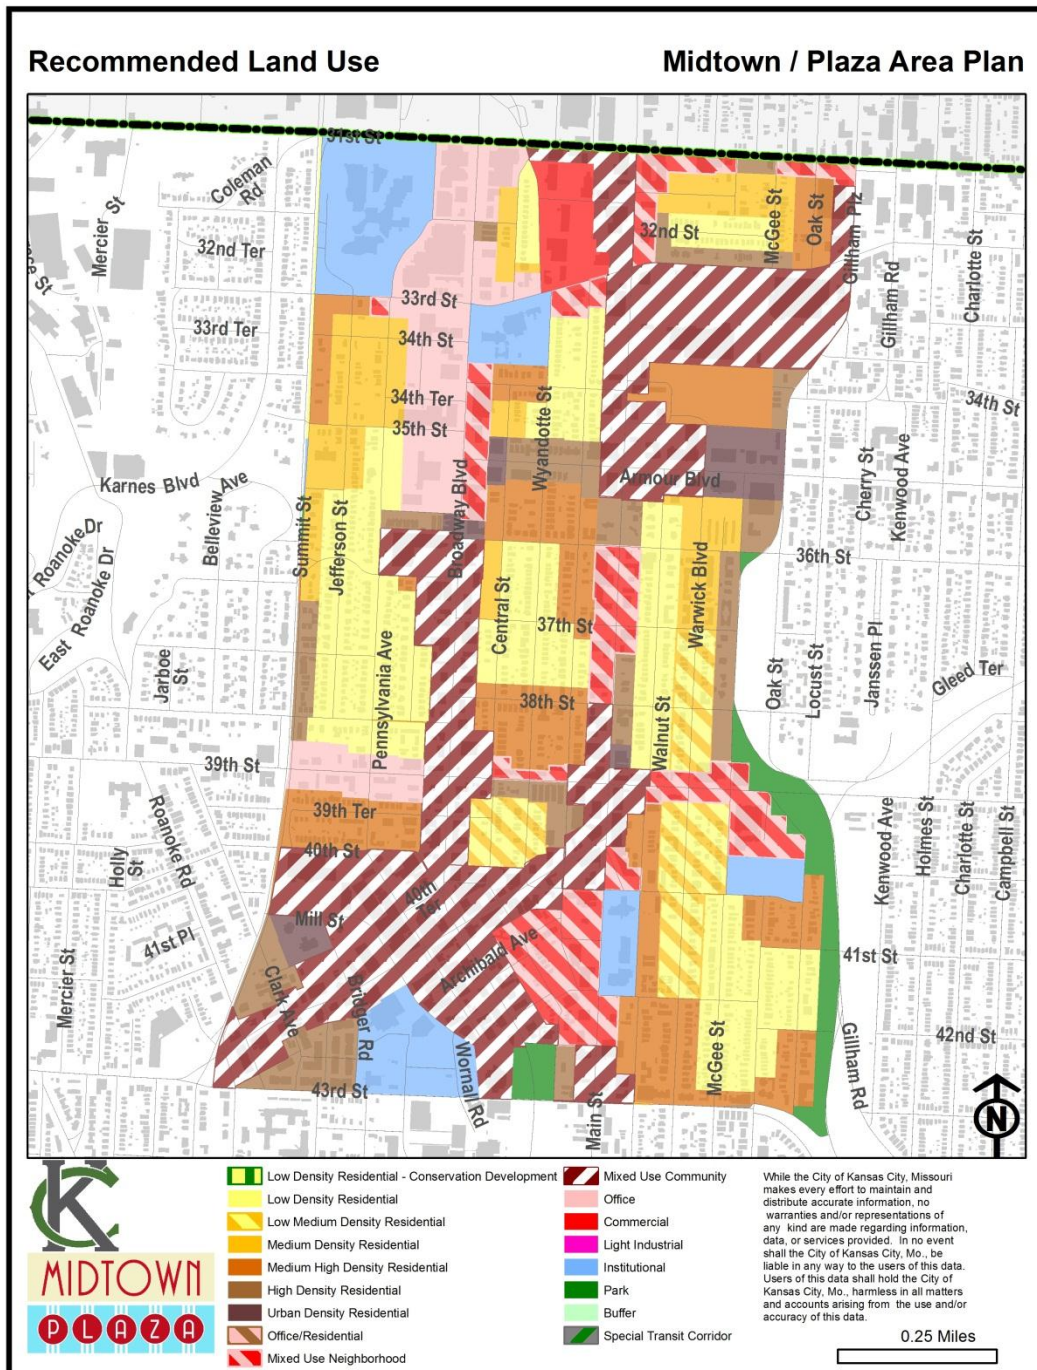 Recommended Land Use
Midtown / Plaza Area Plan
31st St
Coleman
Rd
Mercier St
32nd Ter
32nd St
McGee St
Oak St
Gillham Plz
Charlotte St
Gillham Rd
33rd St
33rd Ter
34th St
34th Ter
34th St
35th St
Wyandotte St
Broadway Blvd
Armour Blvd
Karnes Blvd
Belleview Ave
Cherry St
Kenwood Ave
Summit St
Jefferson St
Roanoke Dr
East Roanoke Dr
36th St
Central St
Warwick Blvd
37th St
Pennsylvania Ave
Jarboe
St
Oak St
Locust St
Janssen Pl
Gleed Ter
38th St
Walnut St
39th St
39th Ter
Roanoke Rd
Holly
St
40th St
40th
Ter
Kenwood Ave
Holmes St
Charlotte St
Campbell St
Mill St
41st Pl
Archibald Ave
41st St
Mercier St
Clark Ave
Bridger Rd
Wornall Rd
McGee St
Gillham Rd
42nd St
43rd St
Main St
N
KC
MIDTOWN
PLAZA
Low Density Residential - Conservation Development
Low Density Residential
Low Medium Density Residential
Medium Density Residential
Medium High Density Residential
High Density Residential
Urban Density Residential
Office/Residential
Mixed Use Neighborhood
Mixed Use Community
Office
Commercial
Light Industrial
Institutional
Park
Buffer
Special Transit Corridor
While the City of Kansas City, Missouri
makes every effort to maintain and
distribute accurate information, no
warranties and/or representations of
any kind are made regarding information,
data, or services provided. In no event
shall the City of Kansas City, Mo., be
liable in any way to the users of this data.
Users of this data shall hold the City of
Kansas City, Mo., harmless in all matters
and accounts arising from the use and/or
accuracy of this data.
0.25 Miles